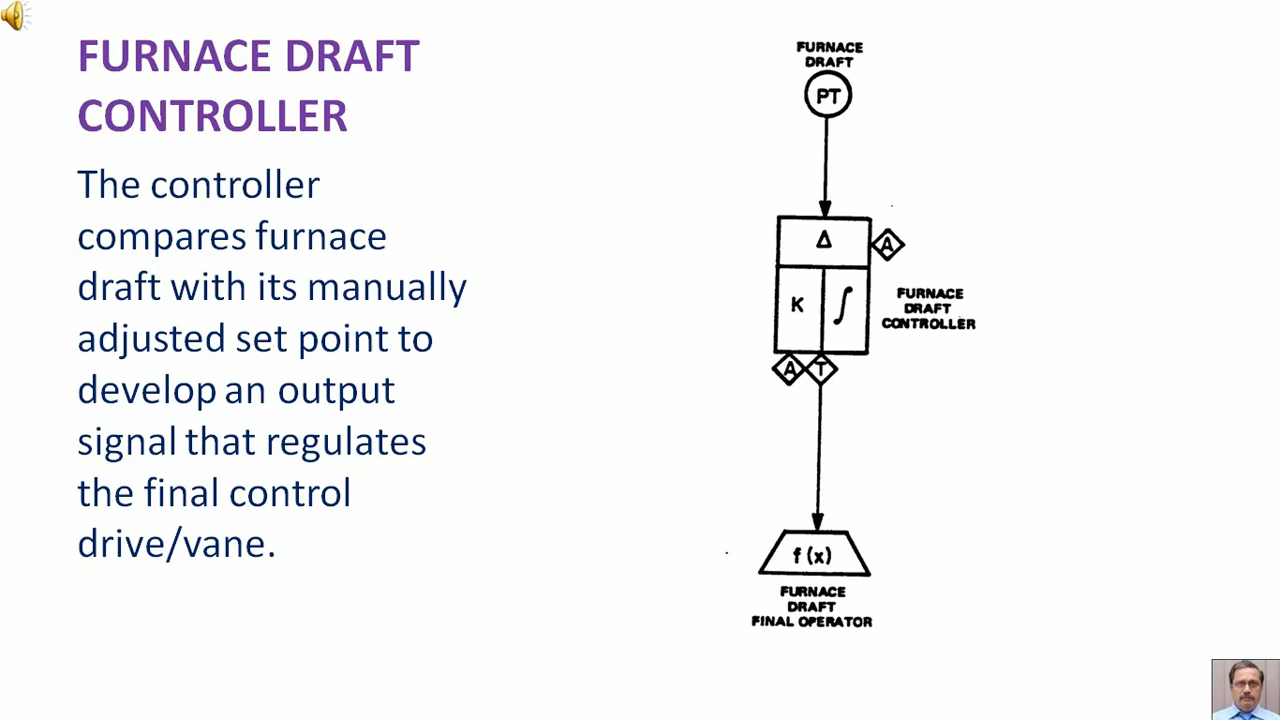 FURNACE DRAFT
CONTROLLER
The controller
compares furnace
draft with its manually
adjusted set point to
develop an output
signal that regulates
the final control
drive/vane.
FURNACE
DRAFT
PT
Δ
A
K
∫
FURNACE
DRAFT
CONTROLLER
A
T
f(x)
FURNACE
DRAFT
FINAL OPERATOR